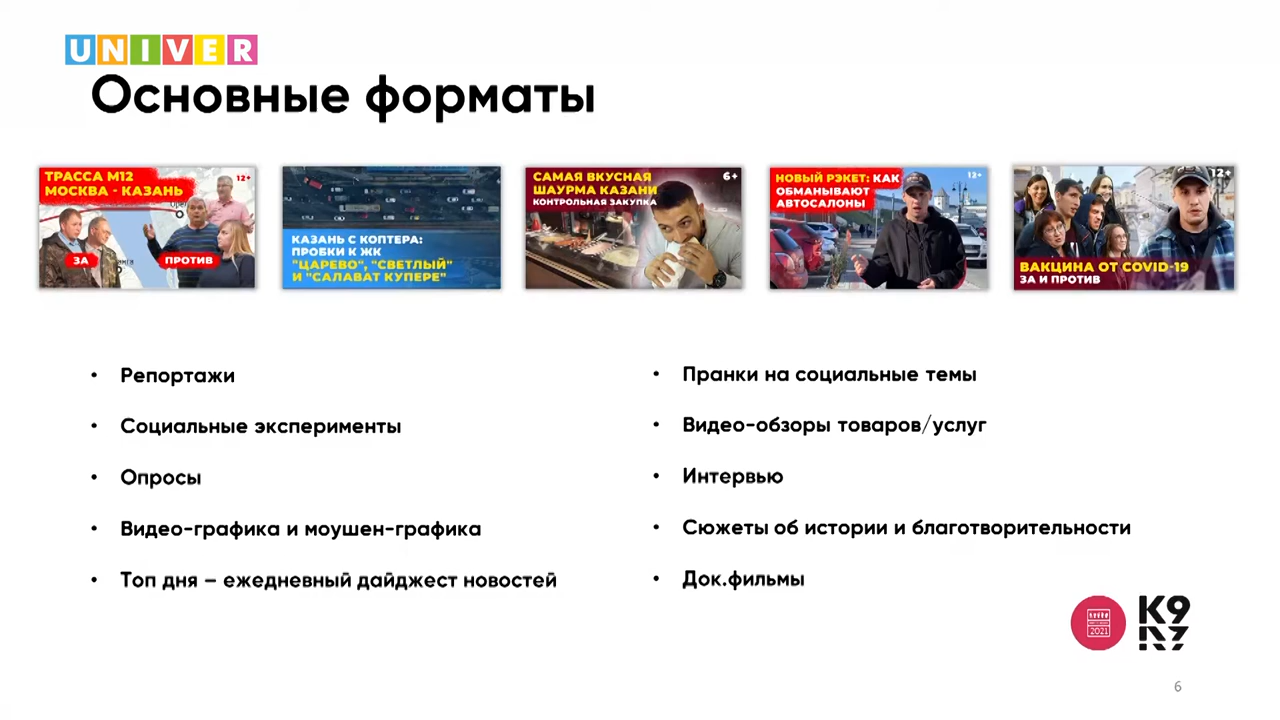 UNIVER
Основные форматы
ТРАССА М12
МОСКВА - КАЗАНЬ
12+
ЗА
ПРОТИВ
КАЗАНЬ С КОПТЕРА:
ПРОБКИ К ЖК
"ЦАРЕВО", "СВЕТЛЫЙ"
И "САЛАВАТ КУПЕРЕ"
САМАЯ ВКУСНАЯ
ШАУРМА КАЗАНИ
КОНТРОЛЬНАЯ ЗАКУПКА
6+
НОВЫЙ РЭКЕТ: КАК
ОБМАНЫВАЮТ
АВТОСАЛОНЫ
12+
12+
ВАКЦИНА ОТ COVID-19
ЗА И ПРОТИВ
• Репортажи
• Социальные эксперименты
• Опросы
• Видео-графика и моушен-графика
• Топ дня – ежедневный дайджест новостей
• Пранки на социальные темы
• Видео-обзоры товаров/услуг
• Интервью
• Сюжеты об истории и благотворительности
• Док.фильмы
2021
K9
6